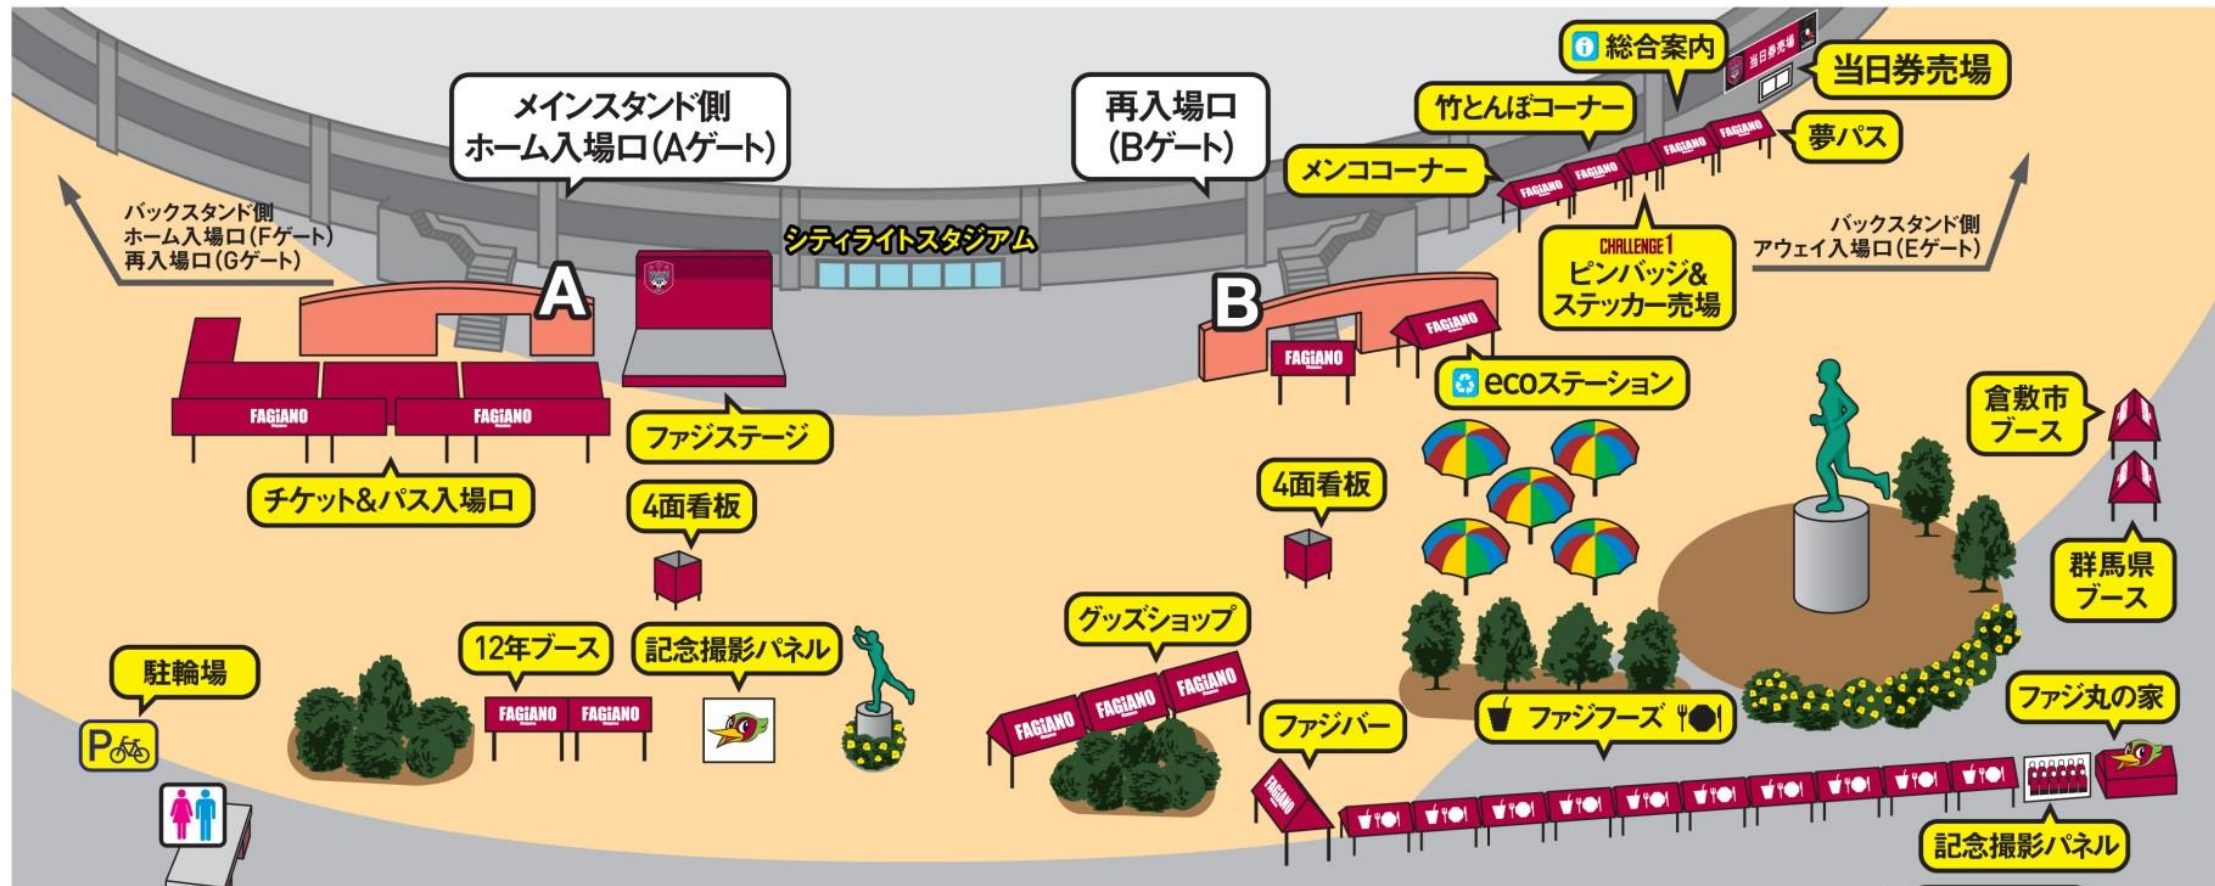 総合案内
当日券売場
当日券売場
メインスタンド側
ホーム入場口(Aゲート)
再入場口
(Bゲート)
竹とんぼコーナー
FAGiANO
夢パス
メンココーナー
FAGiANO
FAGiANO
FAGiANO
バックスタンド側
ホーム入場口(Fゲート)
再入場口(Gゲート)
シティライトスタジアム
バックスタンド側
アウェイ入場口(Eゲート)
CHALLENGE 1
ピンバッジ&
ステッカー売場
A
B
FAGiANO
FAGiANO
ecoステーション
倉敷市
ブース
FAGiANO
FAGiANO
ファジステージ
チケット&パス入場口
4面看板
4面看板
群馬県
ブース
グッズショップ
12年ブース
記念撮影パネル
駐輪場
FAGiANO
FAGiANO
FAGiANO
FAGiANO
FAGiANO
ファジバー
ファジフーズ
ファジ丸の家
P
FAGiANO
記念撮影パネル